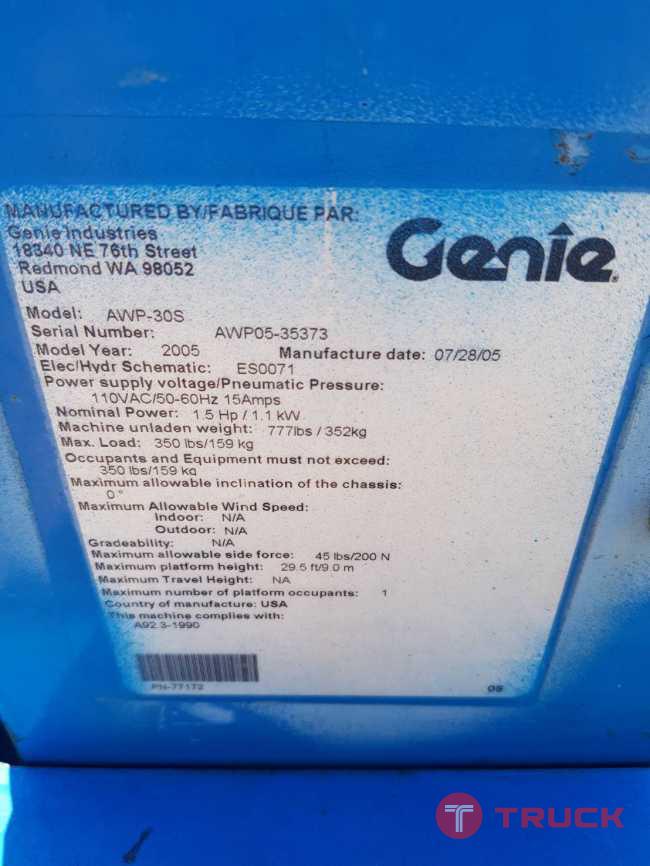 MANUFACTURED BY/FABRIQUE PAR:
Genie Industries
18340 NE 76th Street
Redmond WA 98052
USA
Genie
Model: AWP-30S
Serial Number: AWP05-35373
Model Year: 2005 Manufacture date: 07/28/05
Elec/Hydr Schematic: ES0071
Power supply voltage/Pneumatic Pressure:
110VAC/50-60Hz 15Amps
Nominal Power: 1.5 Hp / 1.1 kW
Machine unladen weight: 777lbs / 352kg
Max. Load: 350 lbs/159 kg
Occupants and Equipment must not exceed:
350 lbs/159 kg
Maximum allowable inclination of the chassis:
0°
Maximum Allowable Wind Speed:
Indoor: N/A
Outdoor: N/A
Gradeability: N/A
Maximum allowable side force: 45 lbs/200 N
Maximum platform height: 29.5 ft/9.0 m
Maximum Travel Height: NA
Maximum number of platform occupants: 1
Country of manufacture: USA
This machine complies with:
A92.3-1990
PN-77172
TRUCK